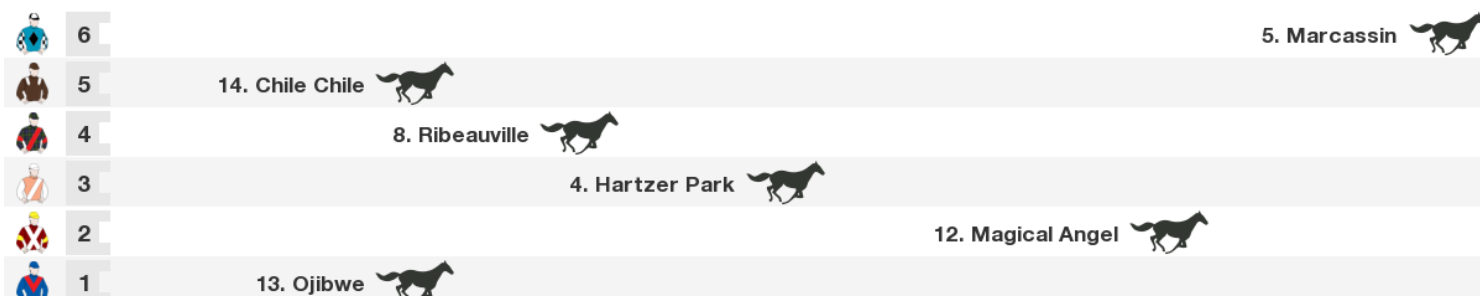 6 5. Marcassin
5 14. Chile Chile
4 8. Ribeauville
3 4. Hartzer Park
2 12. Magical Angel
1 13. Ojibwe